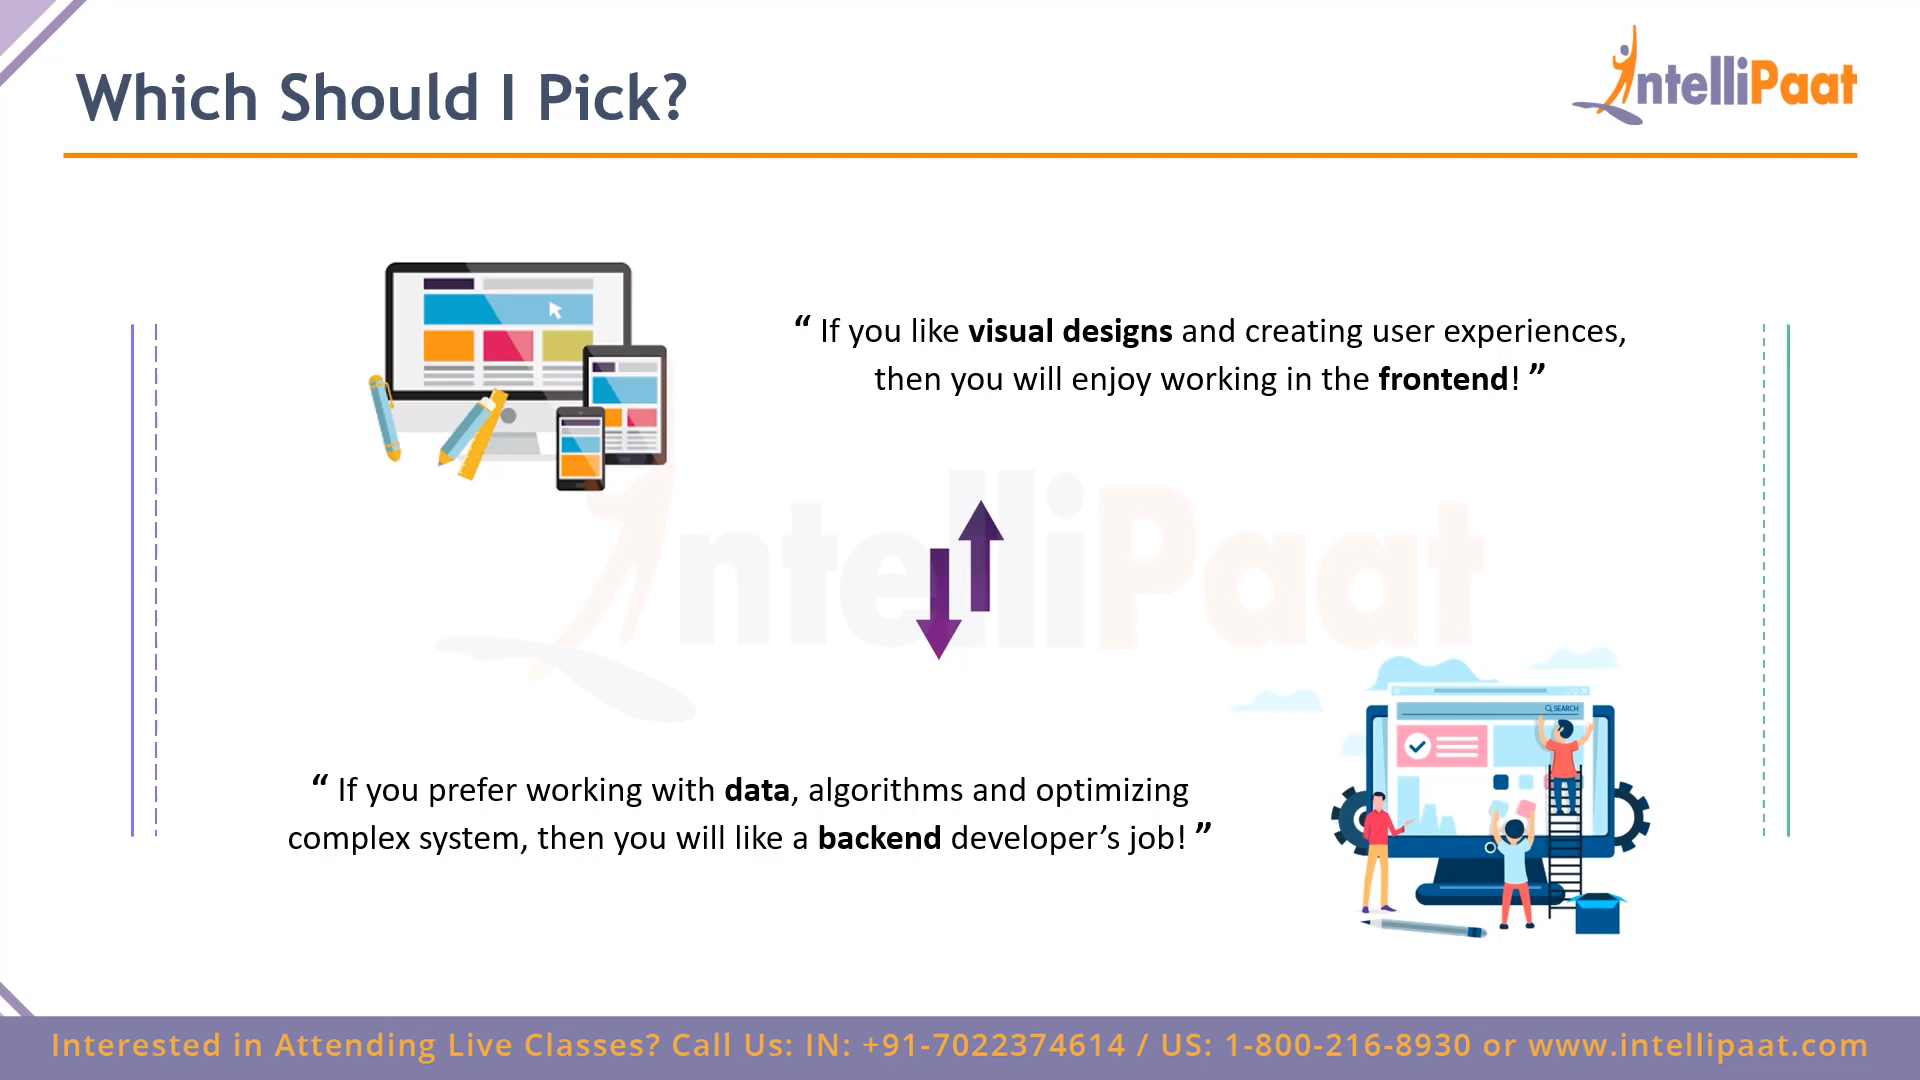 Which Should I Pick?
IntelliPaat
“ If you like visual designs and creating user experiences,
then you will enjoy working in the frontend! ”
IntelliPaat
SEARCH
“ If you prefer working with data, algorithms and optimizing
complex system, then you will like a backend developer’s job! ”
Interested in Attending Live Classes? Call Us: IN: +91-7022374614 / US: 1-800-216-8930 or www.intellipaat.com